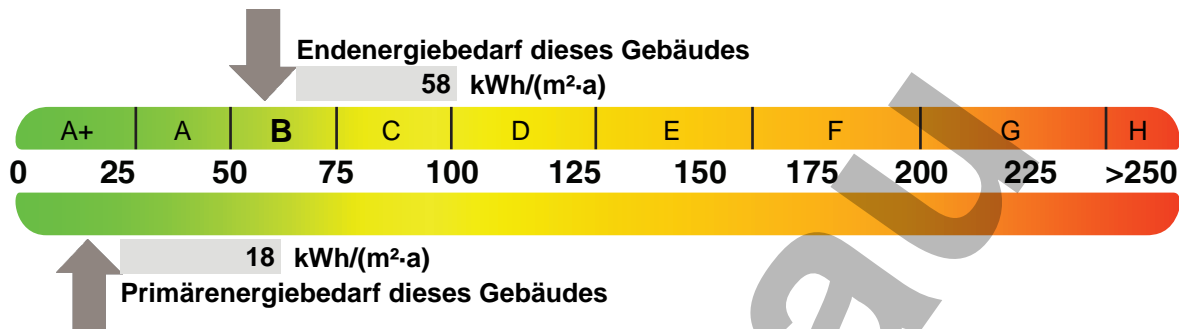 Endenergiebedarf dieses Gebäudes
58 kWh/(m²·a)
A+ A B C D E F G H
0 25 50 75 100 125 150 175 200 225 >250
18 kWh/(m²·a)
Primärenergiebedarf dieses Gebäudes
au